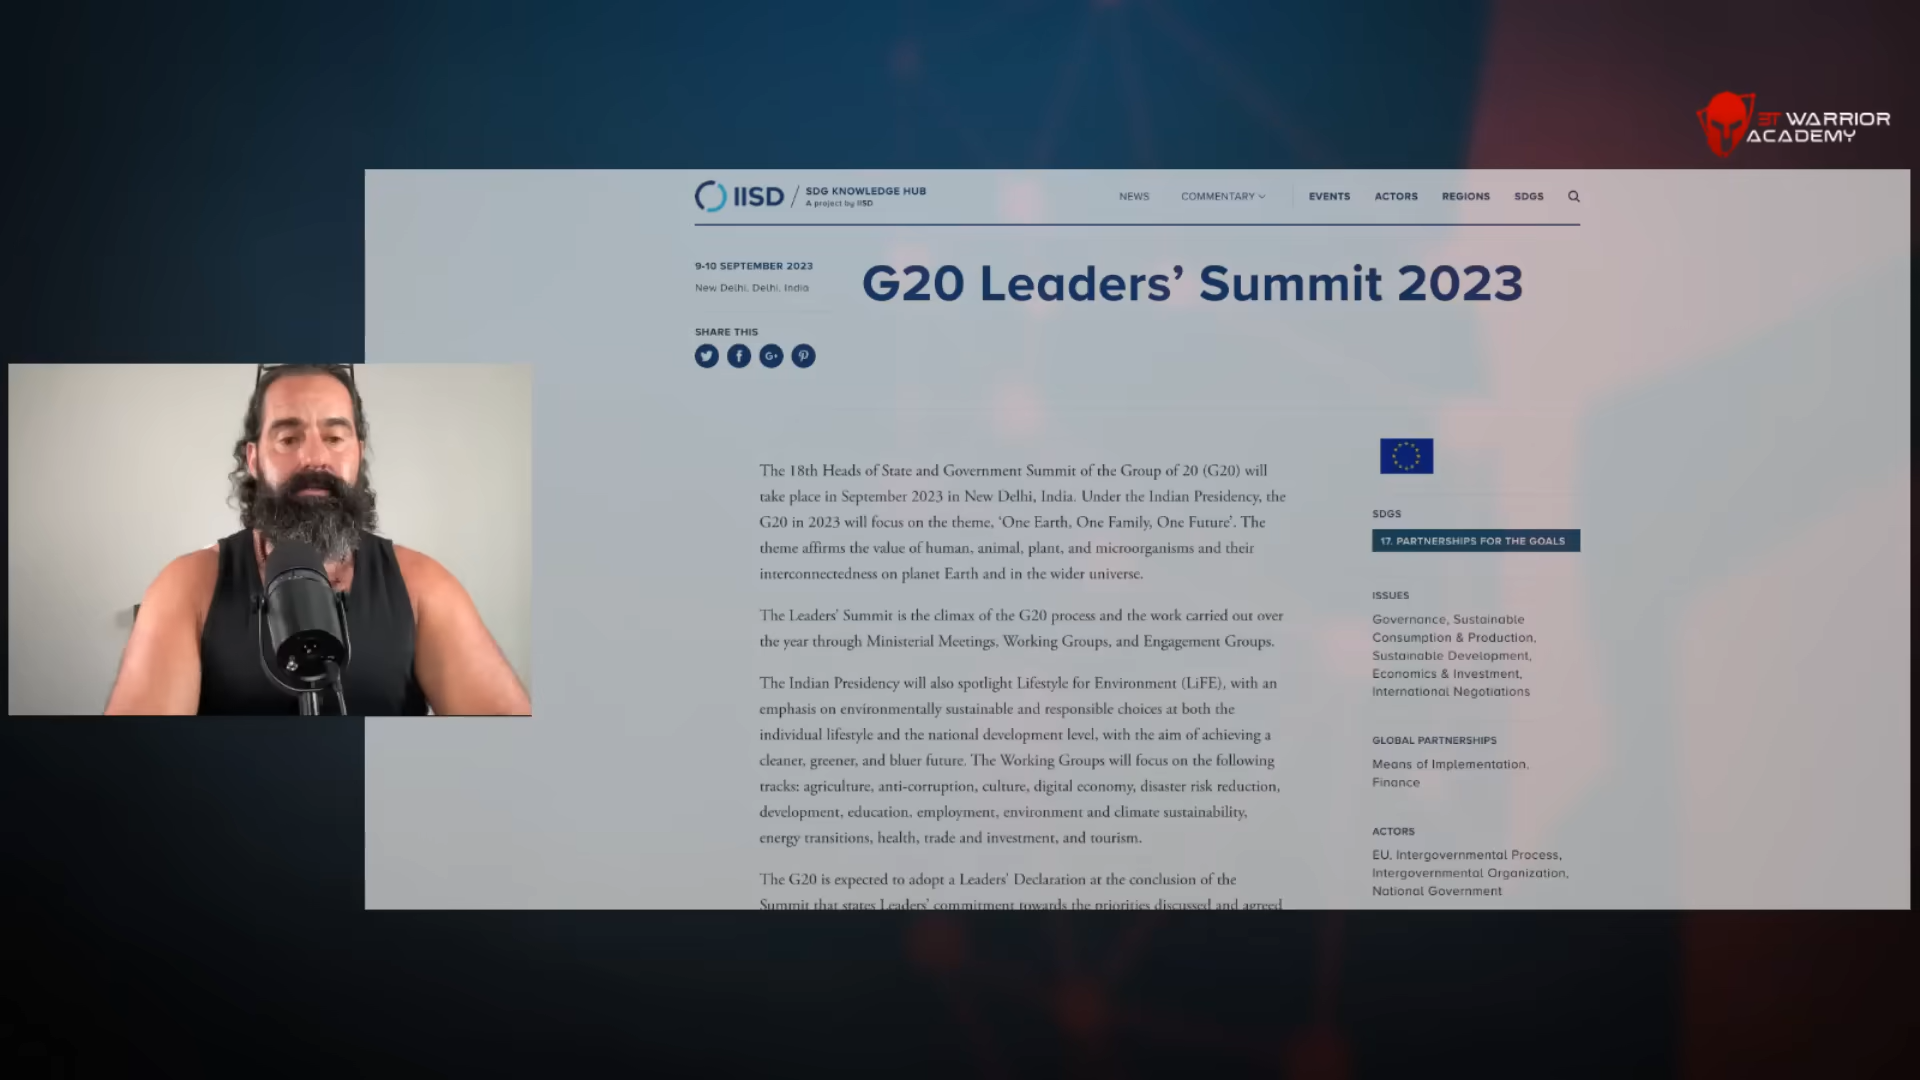 3T WARRIOR
ACADEMY
IISD / SDG KNOWLEDGE HUB
A project by IISD
NEWS COMMENTARY EVENTS ACTORS REGIONS SDGS
9-10 SEPTEMBER 2023
New Delhi, Delhi, India
G20 Leaders’ Summit 2023
SHARE THIS
The 18th Heads of State and Government Summit of the Group of 20 (G20) will
take place in September 2023 in New Delhi, India. Under the Indian Presidency, the
G20 in 2023 will focus on the theme, ‘One Earth, One Family, One Future’. The
theme affirms the value of human, animal, plant, and microorganisms and their
interconnectedness on planet Earth and in the wider universe.
The Leaders’ Summit is the climax of the G20 process and the work carried out over
the year through Ministerial Meetings, Working Groups, and Engagement Groups.
The Indian Presidency will also spotlight Lifestyle for Environment (LiFE), with an
emphasis on environmentally sustainable and responsible choices at both the
individual lifestyle and the national development level, with the aim of achieving a
cleaner, greener, and bluer future. The Working Groups will focus on the following
tracks: agriculture, anti-corruption, culture, digital economy, disaster risk reduction,
development, education, employment, environment and climate sustainability,
energy transitions, health, trade and investment, and tourism.
The G20 is expected to adopt a Leaders’ Declaration at the conclusion of the
Summit that states Leaders’ commitment towards the priorities discussed and agreed
SDGS
17. PARTNERSHIPS FOR THE GOALS
ISSUES
Governance, Sustainable
Consumption & Production,
Sustainable Development,
Economics & Investment,
International Negotiations
GLOBAL PARTNERSHIPS
Means of Implementation,
Finance
ACTORS
EU, Intergovernmental Process,
Intergovernmental Organization,
National Government